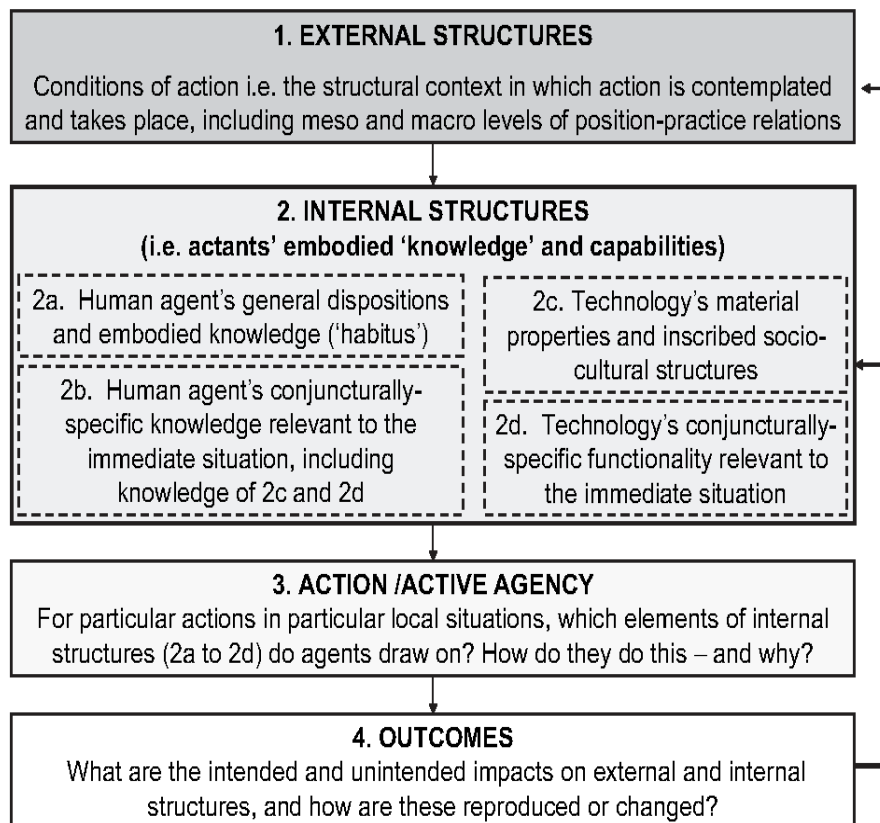 1. EXTERNAL STRUCTURES
Conditions of action i.e. the structural context in which action is contemplated
and takes place, including meso and macro levels of position-practice relations
2. INTERNAL STRUCTURES
(i.e. actants’ embodied ‘knowledge’ and capabilities)
2a. Human agent’s general dispositions
and embodied knowledge (‘habitus’)
2b. Human agent’s conjuncturally-
specific knowledge relevant to the
immediate situation, including
knowledge of 2c and 2d
2c. Technology’s material
properties and inscribed socio-
cultural structures
2d. Technology’s conjuncturally-
specific functionality relevant to
the immediate situation
3. ACTION /ACTIVE AGENCY
For particular actions in particular local situations, which elements of internal
structures (2a to 2d) do agents draw on? How do they do this – and why?
4. OUTCOMES
What are the intended and unintended impacts on external and internal
structures, and how are these reproduced or changed?